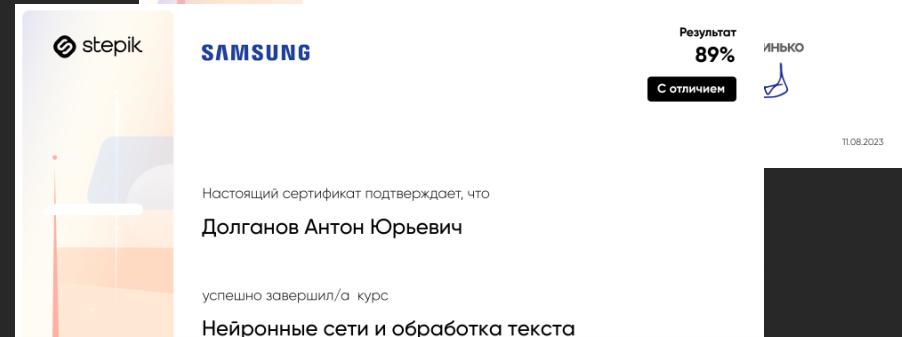 stepik
SAMSUNG
Результат
89%
С отличием
11.08.2023
Настоящий сертификат подтверждает, что
Долганов Антон Юрьевич
успешно завершил/а курс
Нейронные сети и обработка текста